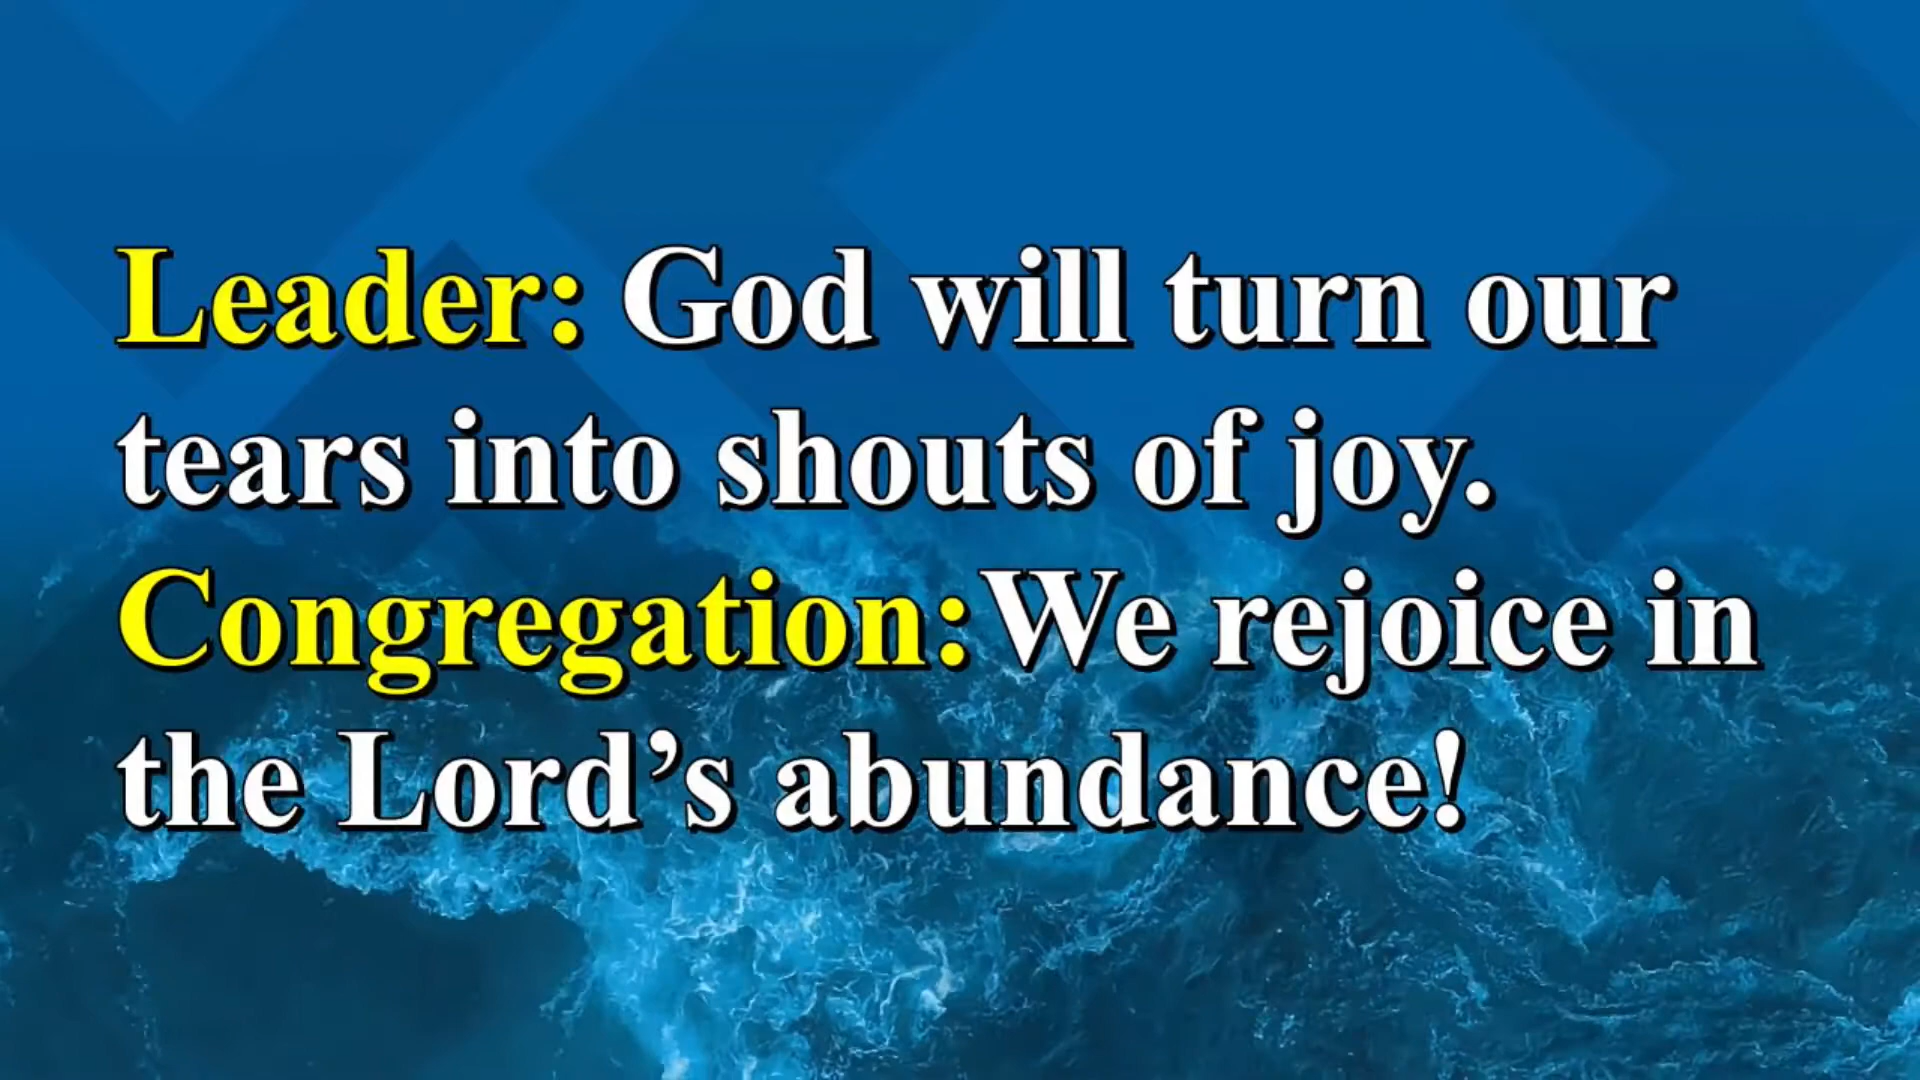 Leader: God will turn our
tears into shouts of joy.
Congregation: We rejoice in
the Lord’s abundance!